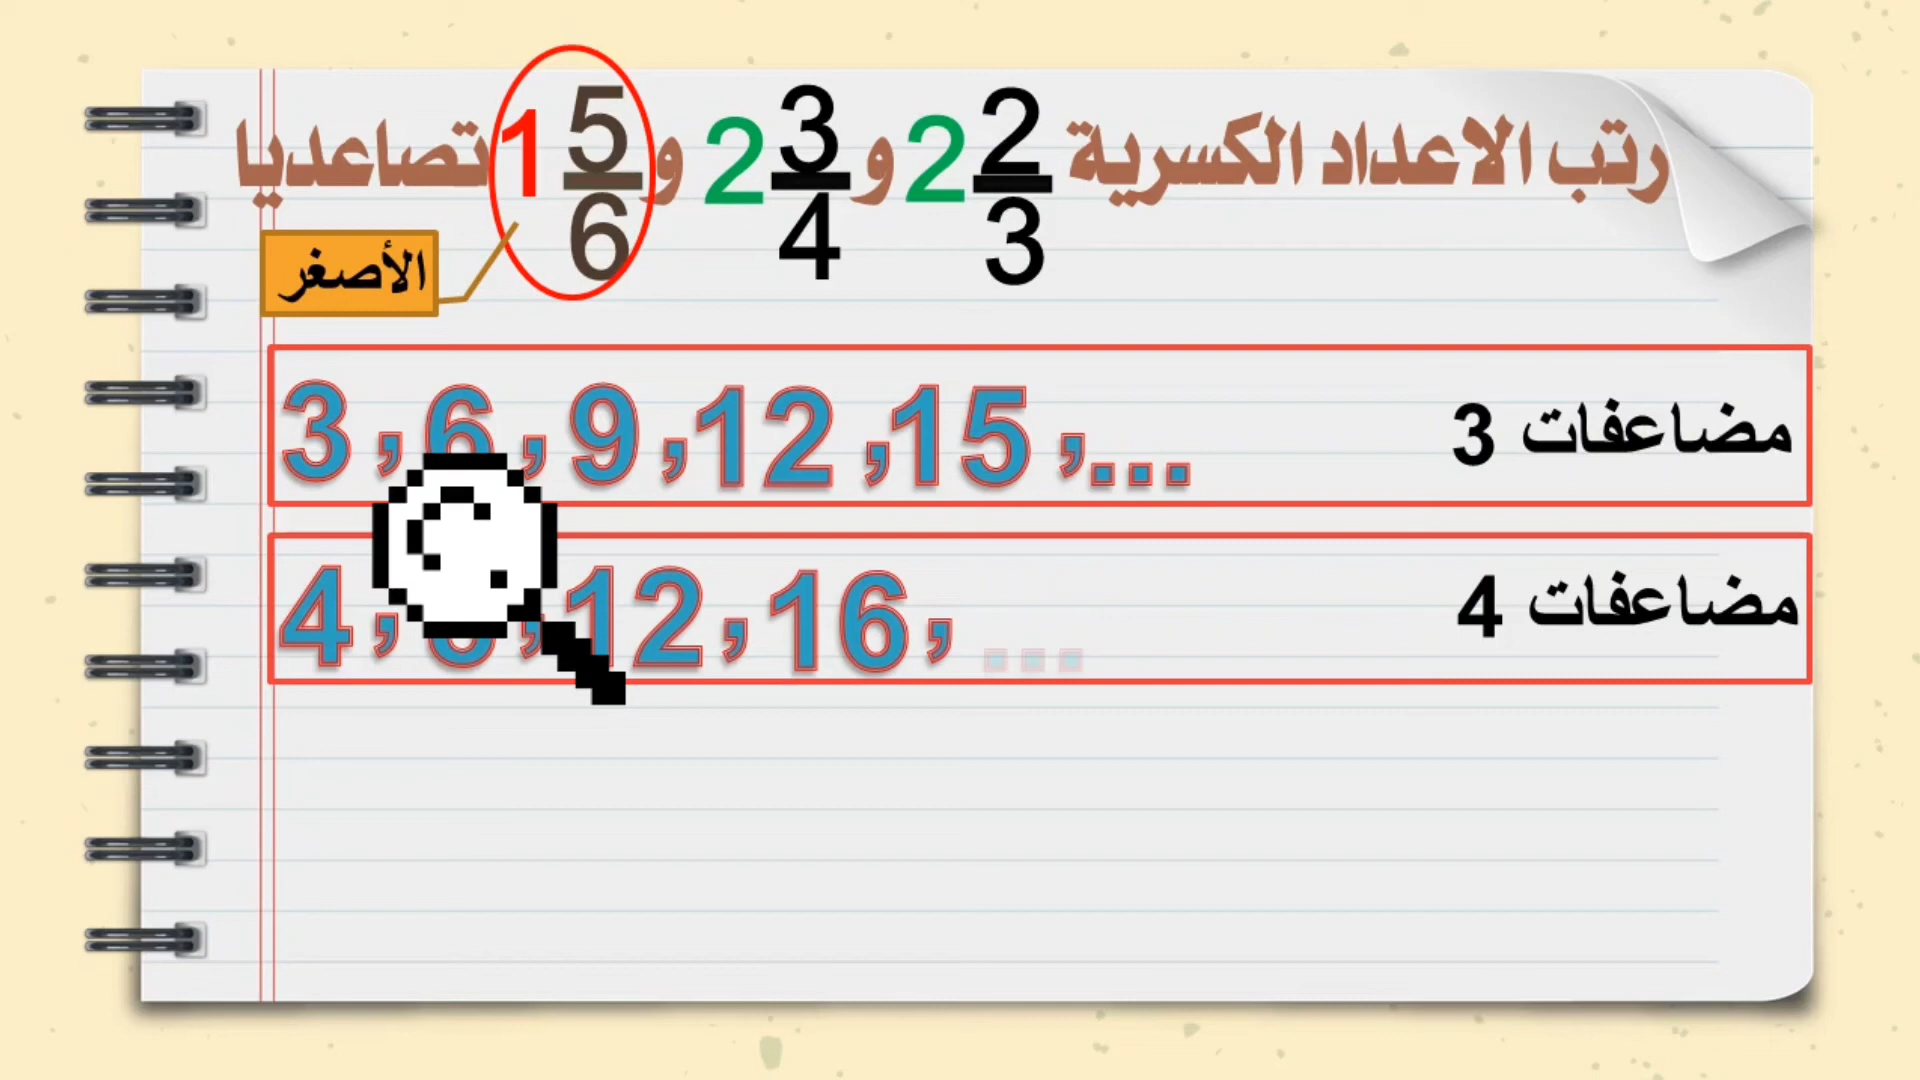 رتب الاعداد الكسرية 2 2/3 و 2 3/4 و 1 5/6 تصاعديا
الأصغر
مضاعفات 3
3 , 6 , 9 , 12 , 15 , ...
مضاعفات 4
4 , 8 , 12 , 16 , ...